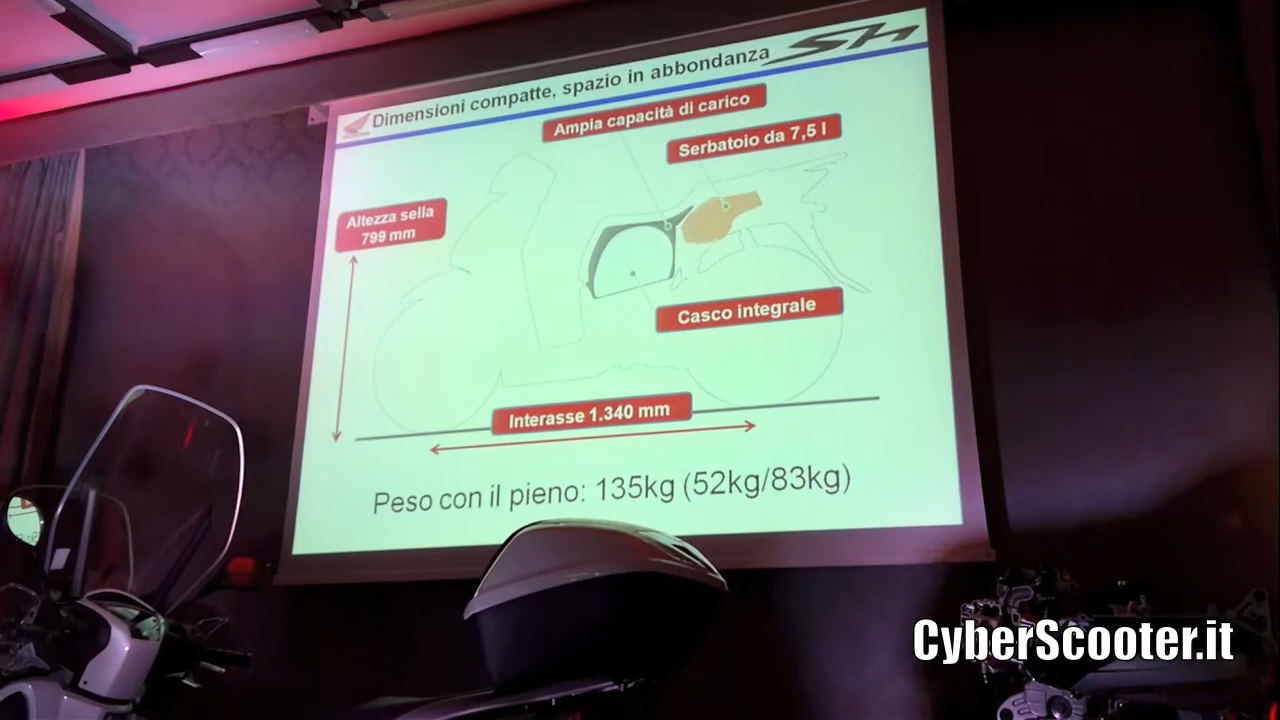 Dimensioni compatte, spazio in abbondanza
Sh
HONDA
Ampia capacità di carico
Serbatoio da 7,5 l
Altezza sella
799 mm
Casco integrale
Interasse 1.340 mm
Peso con il pieno: 135kg (52kg/83kg)
CyberScooter.it